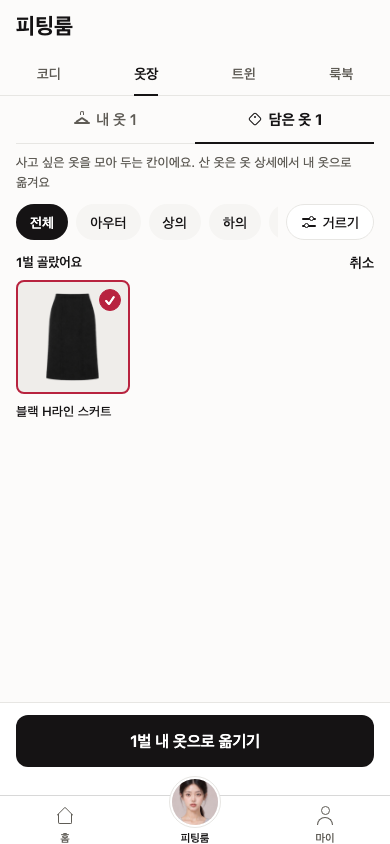 피팅룸
코디
옷장
트윈
룩북
내 옷 1
담은 옷 1
사고 싶은 옷을 모아 두는 칸이에요. 산 옷은 옷 상세에서 내 옷으로
옮겨요
전체
아우터
상의
하의
거르기
1벌 골랐어요
취소
블랙 H라인 스커트
1벌 내 옷으로 옮기기
홈
피팅룸
마이